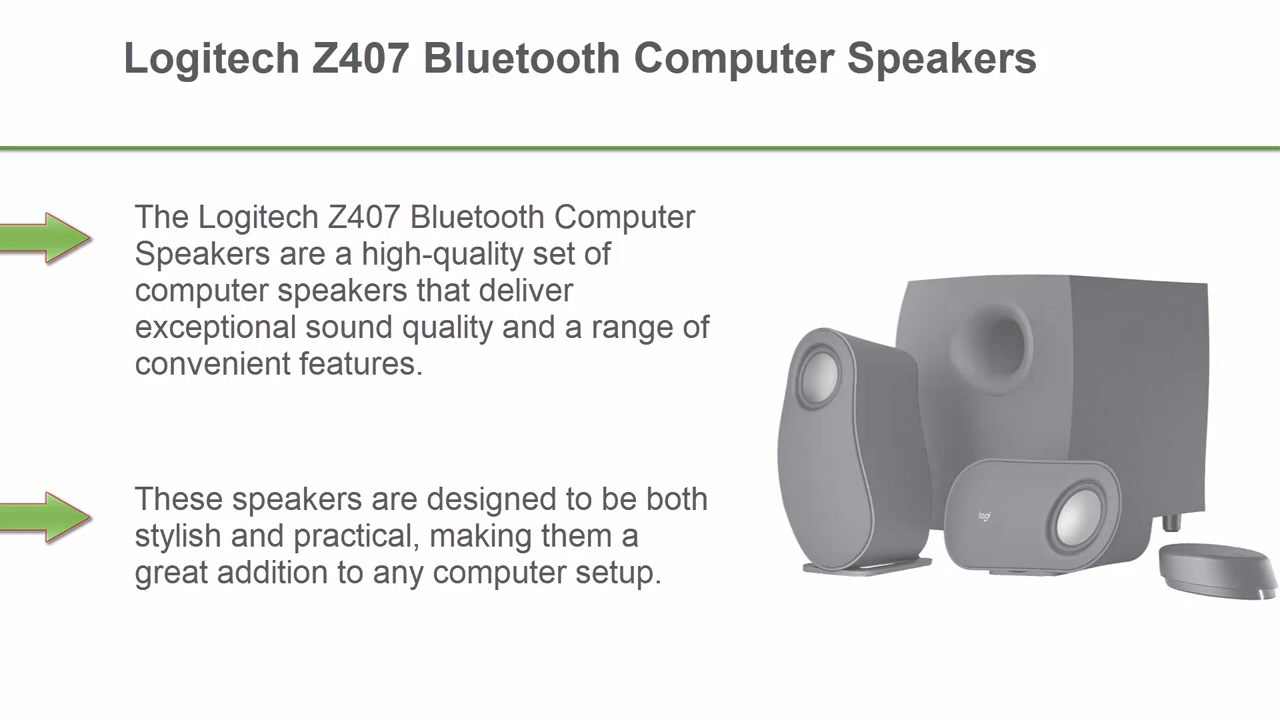 Logitech Z407 Bluetooth Computer Speakers
The Logitech Z407 Bluetooth Computer
Speakers are a high-quality set of
computer speakers that deliver
exceptional sound quality and a range of
convenient features.
These speakers are designed to be both
stylish and practical, making them a
great addition to any computer setup.
logi